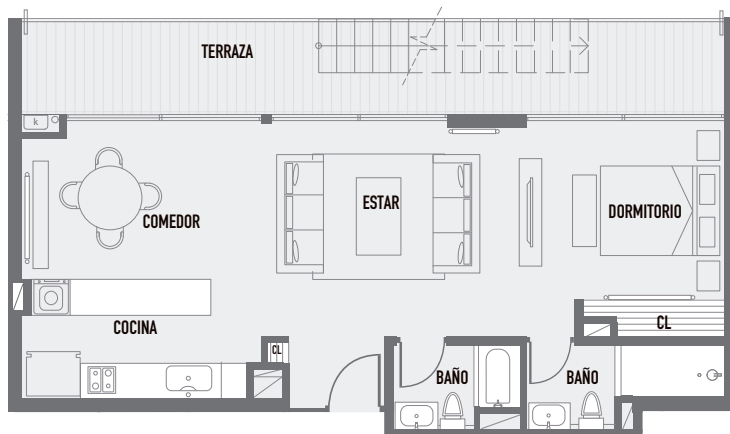 TERRAZA
k
ESTAR
COMEDOR
DORMITORIO
COCINA
CL
CL
BAÑO
BAÑO